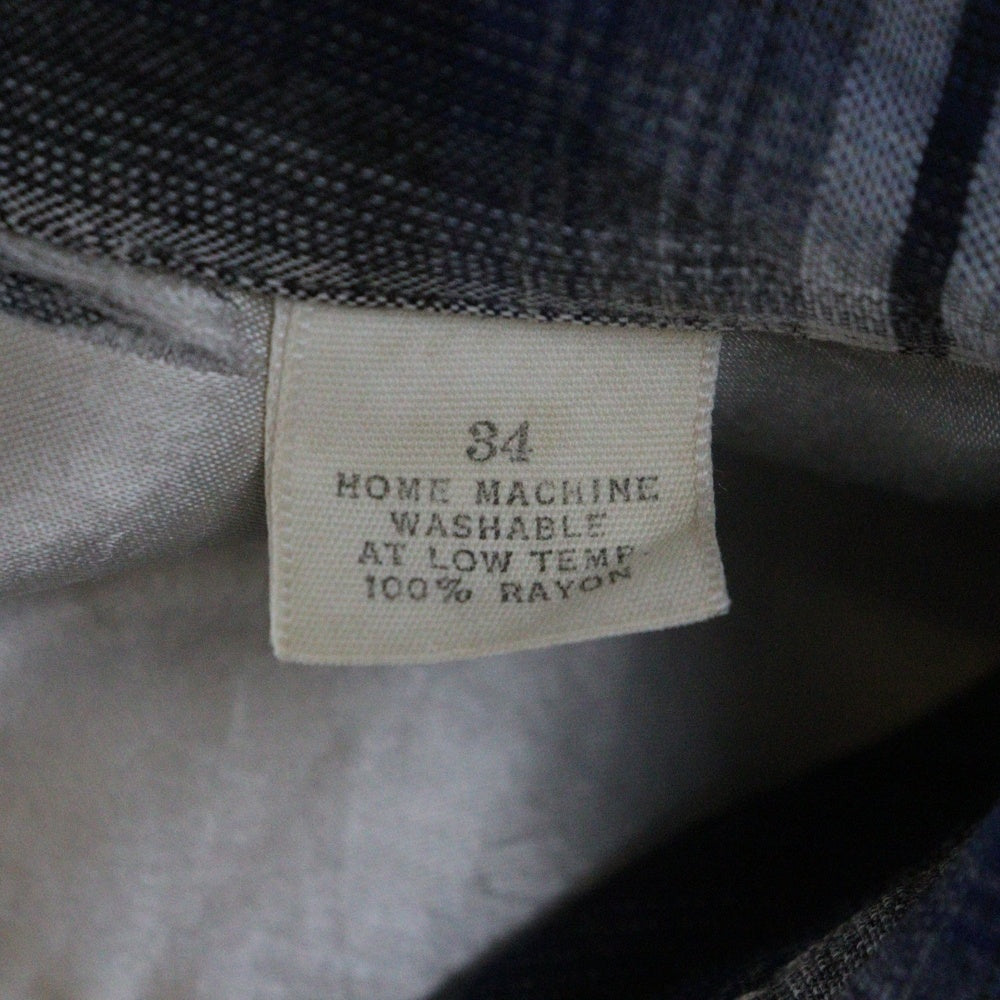 34
HOME MACHINE
WASHABLE
AT LOW TEMP.
100% RAYON